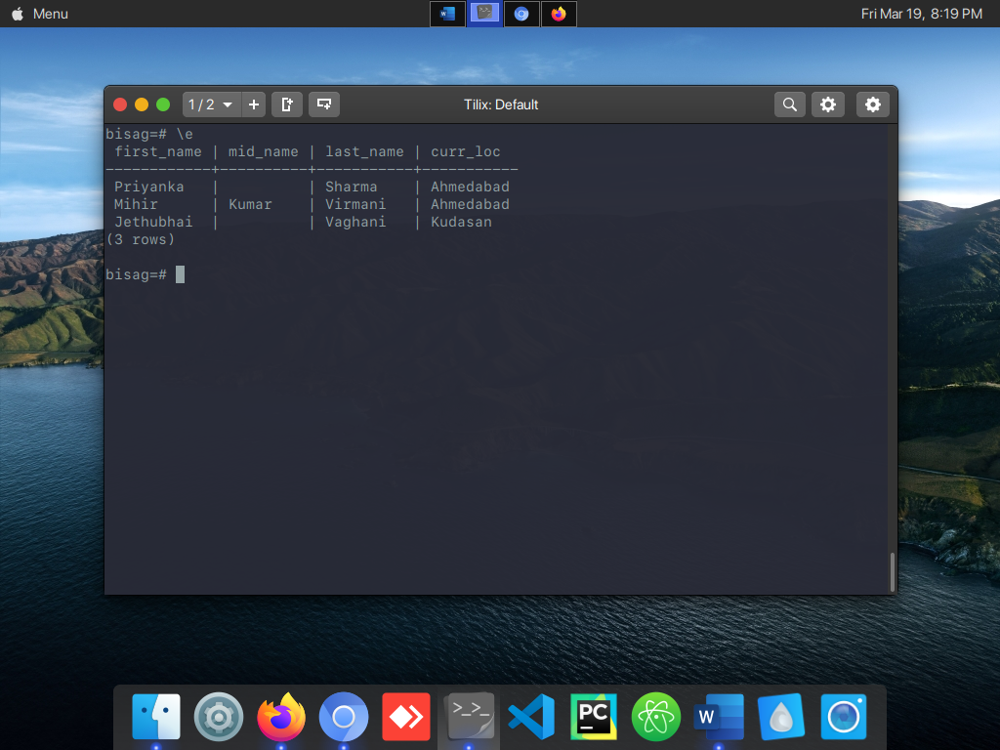 Menu
Fri Mar 19, 8:19 PM
1 / 2
Tilix: Default
bisag=# \e
first_name | mid_name | last_name | curr_loc
------------+----------+-----------+-----------
Priyanka | | Sharma | Ahmedabad
Mihir | Kumar | Virmani | Ahmedabad
Jethubhai | | Vaghani | Kudasan
(3 rows)
bisag=#
>_>_
PC
W